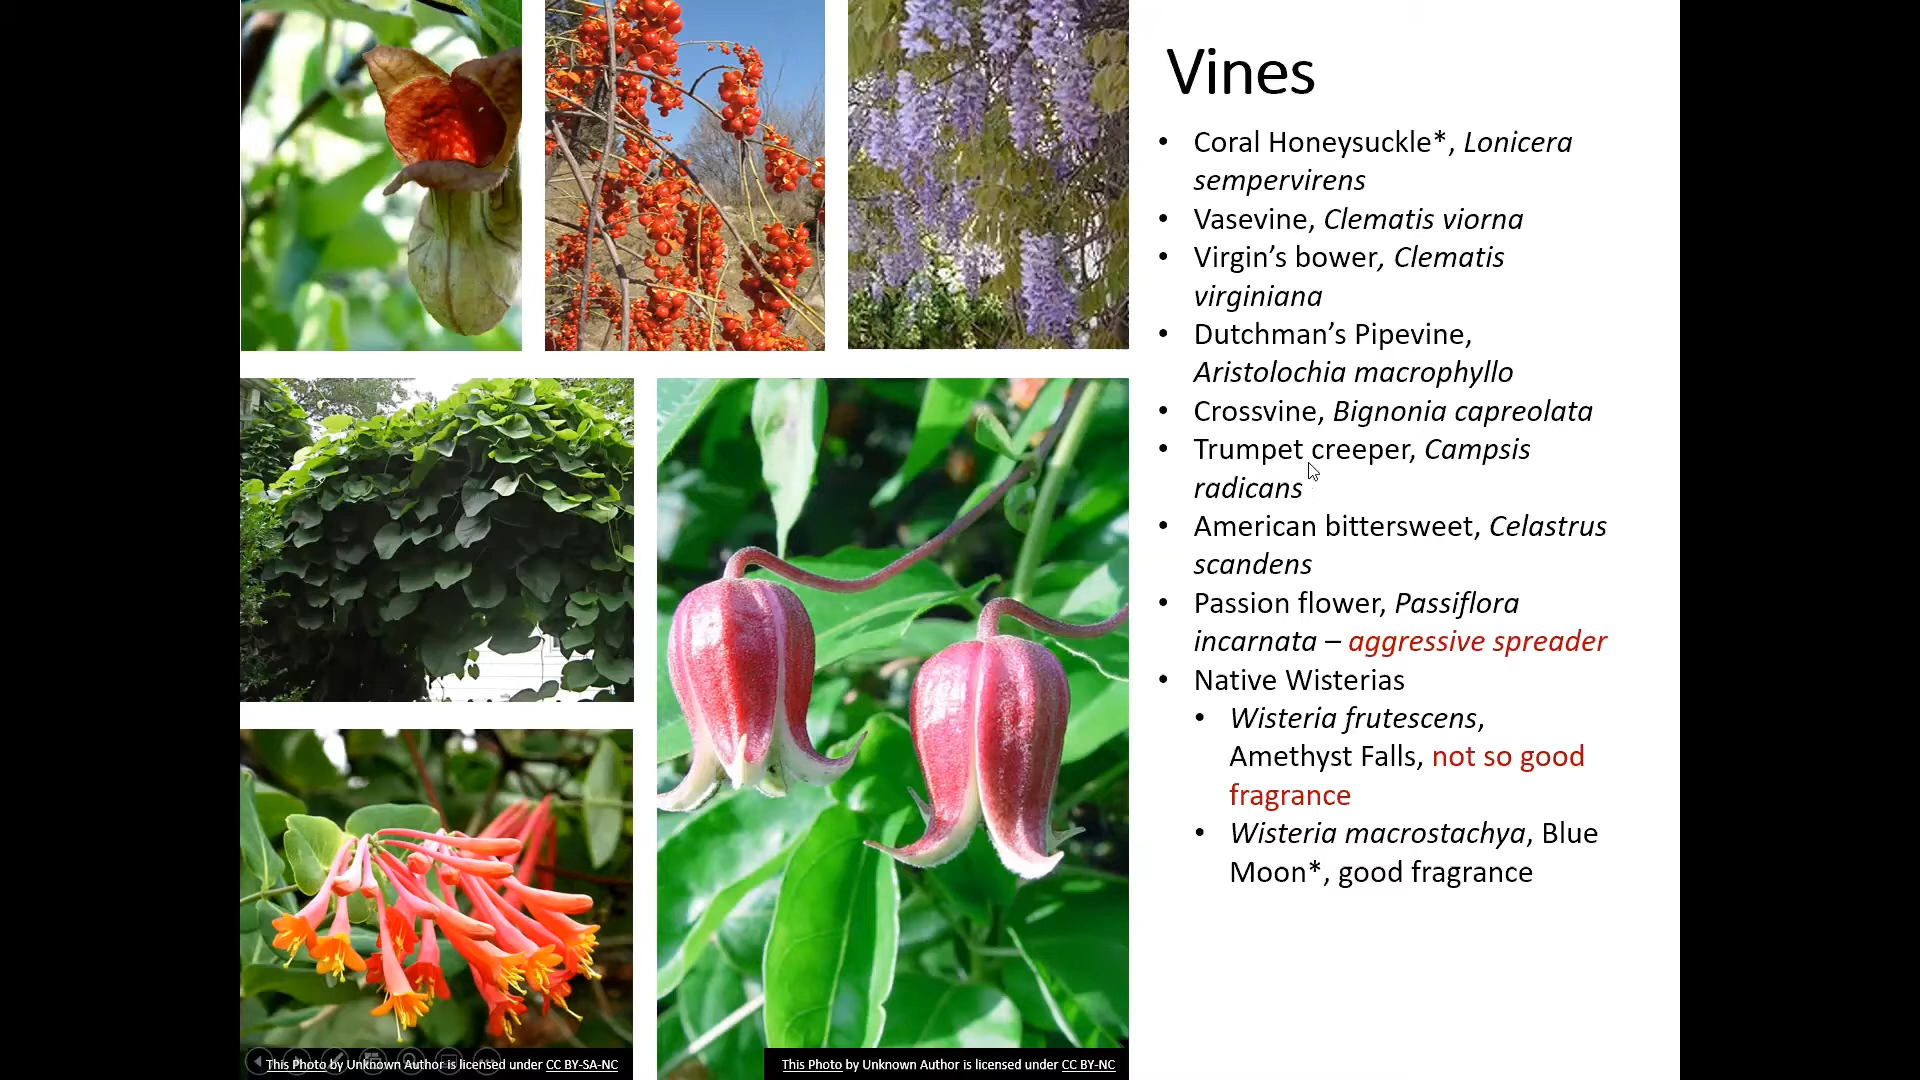 Vines
• Coral Honeysuckle*, Lonicera
sempervirens
• Vasevine, Clematis viorna
• Virgin’s bower, Clematis
virginiana
• Dutchman’s Pipevine,
Aristolochia macrophyllo
• Crossvine, Bignonia capreolata
• Trumpet creeper, Campsis
radicans
• American bittersweet, Celastrus
scandens
• Passion flower, Passiflora
incarnata – aggressive spreader
• Native Wisterias
• Wisteria frutescens,
Amethyst Falls, not so good
fragrance
• Wisteria macrostachya, Blue
Moon*, good fragrance
This Photo by Unknown Author is licensed under CC BY-SA-NC
This Photo by Unknown Author is licensed under CC BY-NC